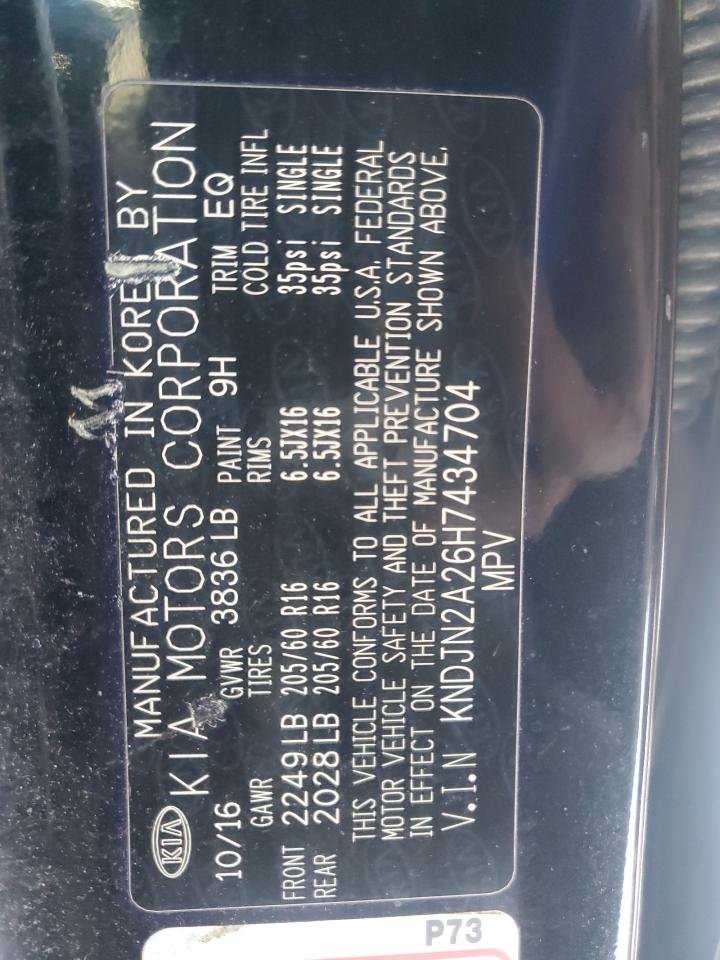 MANUFACTURED IN KOREA BY
KIA KIA MOTORS CORPORATION
10/16 GVWR 3836 LB PAINT 9H TRIM EQ
GAWR TIRES RIMS COLD TIRE INFL
FRONT 2249 LB 205/60 R16 6.5JX16 35psi SINGLE
REAR 2028 LB 205/60 R16 6.5JX16 35psi SINGLE
THIS VEHICLE CONFORMS TO ALL APPLICABLE U.S.A. FEDERAL
MOTOR VEHICLE SAFETY AND THEFT PREVENTION STANDARDS
IN EFFECT ON THE DATE OF MANUFACTURE SHOWN ABOVE.
V.I.N KNDJN2A26H7434704
MPV
P73